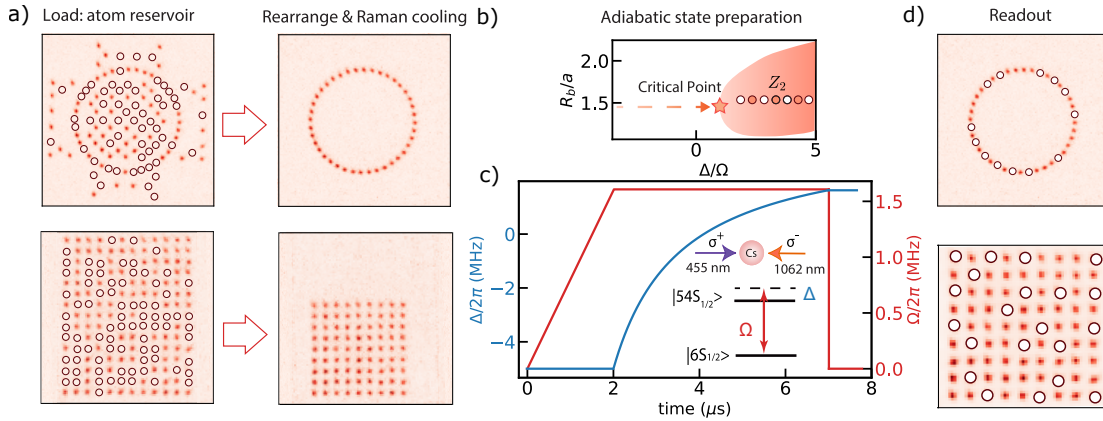 a)
Load: atom reservoir
Rearrange & Raman cooling
b)
Adiabatic state preparation
R_b/a
2.0
1.5
Critical Point
Z_2
0
5
Δ/Ω
c)
Δ/2π (MHz)
0
−2
−4
0
2
4
6
8
time (μs)
1.5
1.0
0.5
0.0
Ω/2π (MHz)
σ⁺
σ⁻
Cs
455 nm
1062 nm
|54S_{1/2}>
Δ
Ω
|6S_{1/2}>
d)
Readout